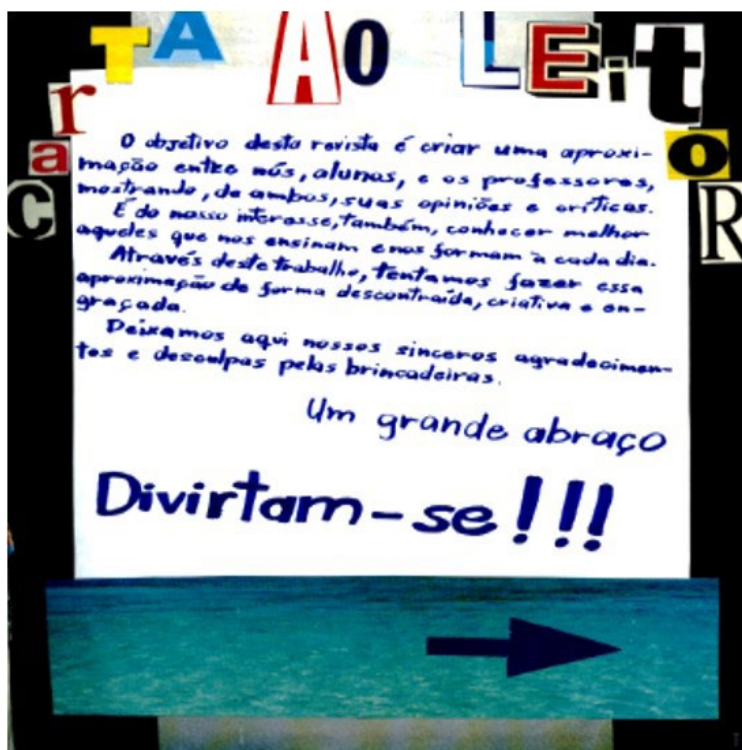 CarTA AO LEitoR
O objetivo desta revista é criar uma aproxi-
mação entre nós, alunos, e os professores,
mostrando, de ambos, suas opiniões e críticas.
É do nosso interesse, também, conhecer melhor
aqueles que nos ensinam e nos formam a cada dia.
Através deste trabalho, tentamos fazer essa
aproximação de forma descontraída, criativa e en-
graçada.
Deixamos aqui nossos sinceros agradecimen-
tos e desculpas pelas brincadeiras.
Um grande abraço
Divirtam-se!!!